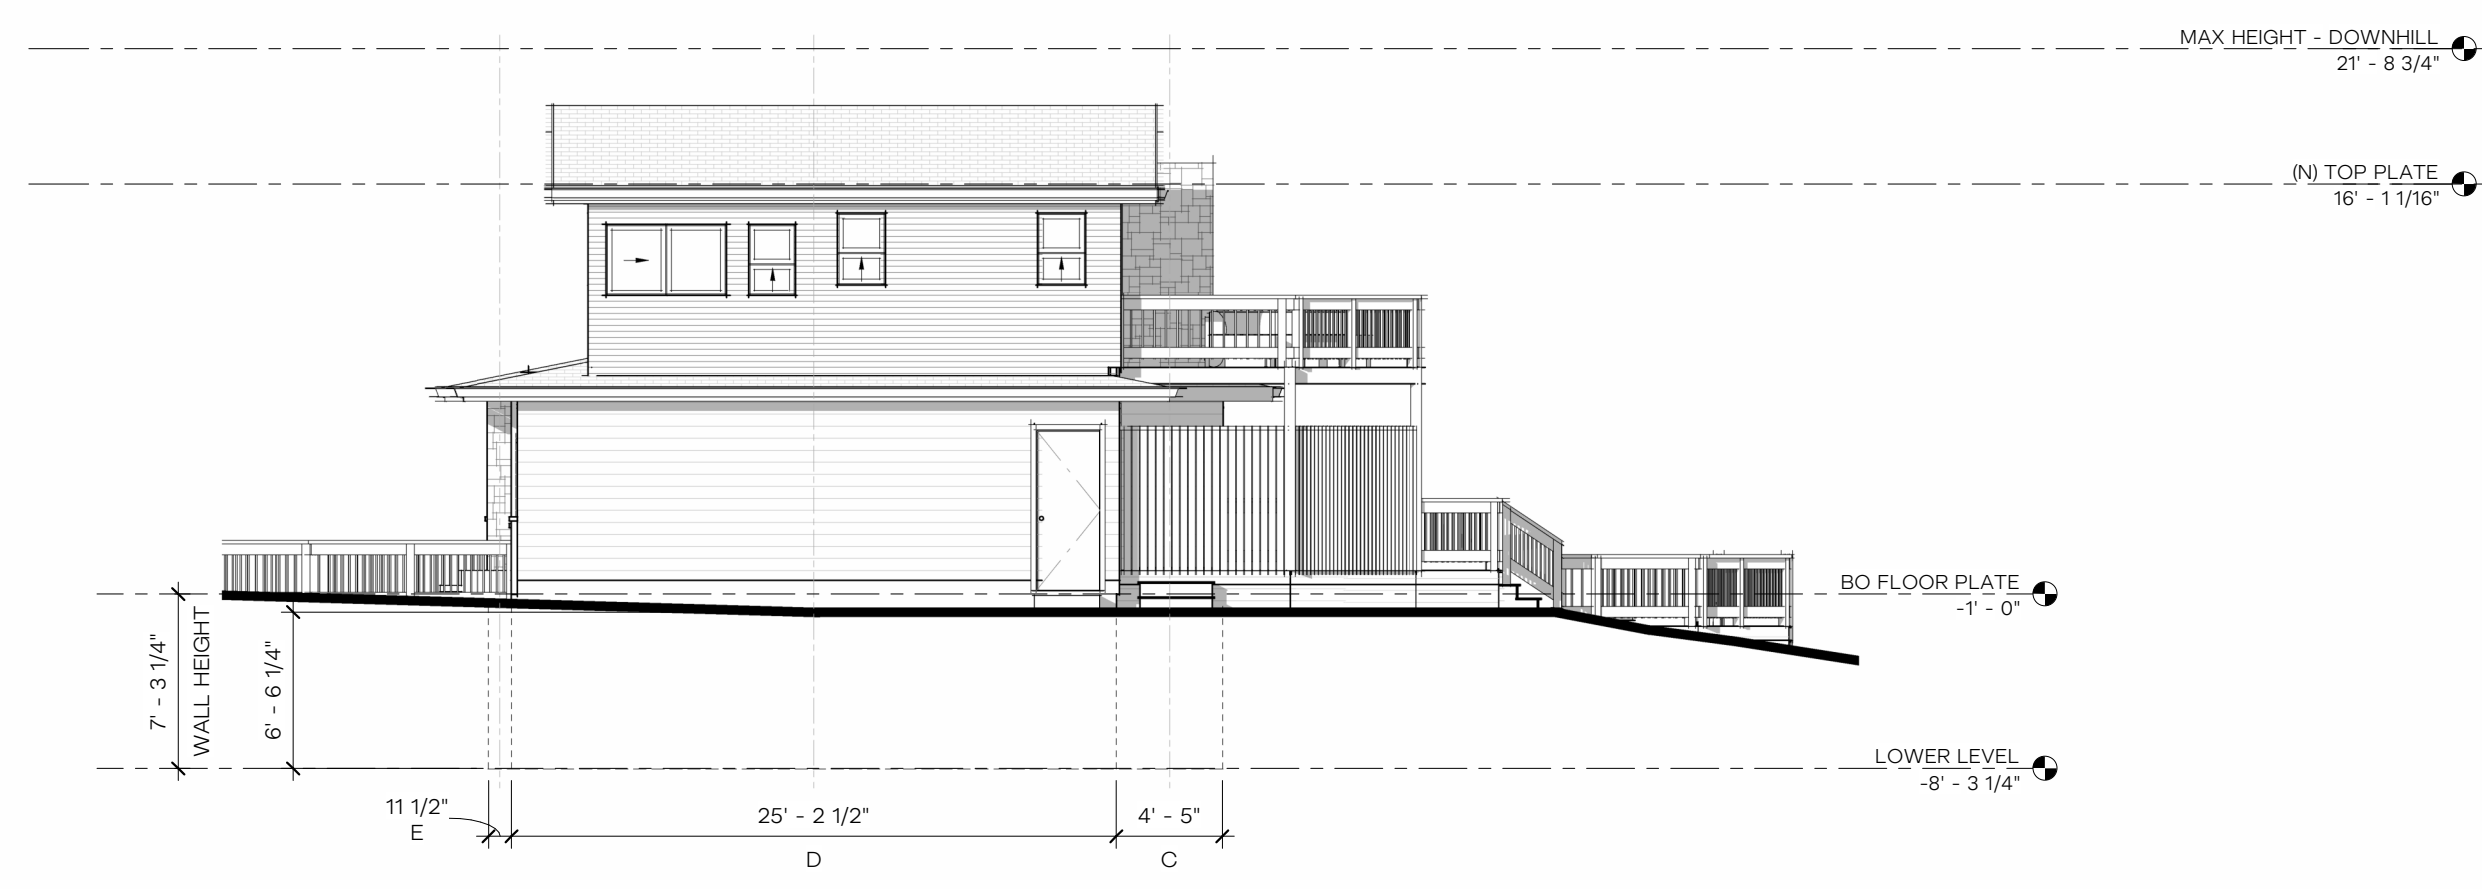 MAX HEIGHT - DOWNHILL
21' - 8 3/4"
(N) TOP PLATE
16' - 1 1/16"
BO FLOOR PLATE
-1' - 0"
7' - 3 1/4"
WALL HEIGHT
6' - 6 1/4"
LOWER LEVEL
-8' - 3 1/4"
11 1/2"
E
25' - 2 1/2"
D
4' - 5"
C